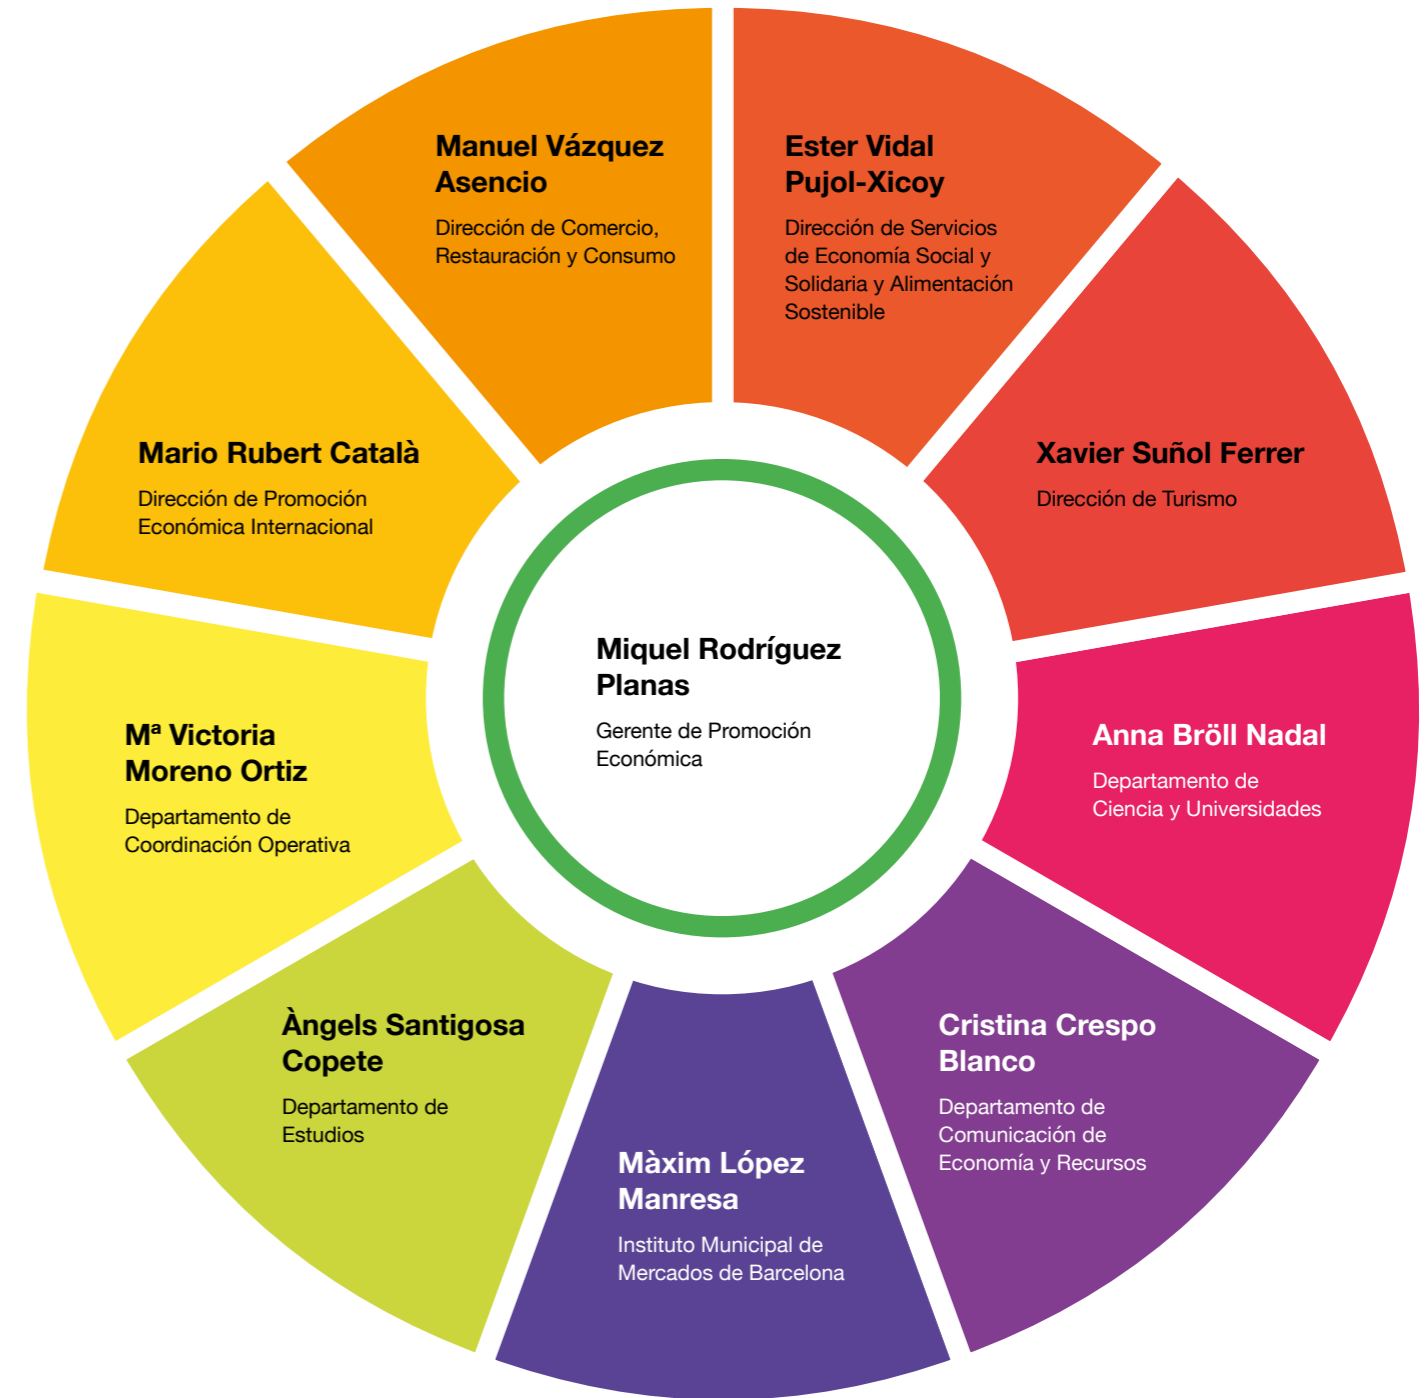 Manuel Vázquez
Asencio
Dirección de Comercio,
Restauración y Consumo
Ester Vidal
Pujol-Xicoy
Dirección de Servicios
de Economía Social y
Solidaria y Alimentación
Sostenible
Mario Rubert Català
Dirección de Promoción
Económica Internacional
Xavier Suñol Ferrer
Dirección de Turismo
Miquel Rodríguez
Planas
Gerente de Promoción
Económica
Mª Victoria
Moreno Ortiz
Departamento de
Coordinación Operativa
Anna Bröll Nadal
Departamento de
Ciencia y Universidades
Àngels Santigosa
Copete
Departamento de
Estudios
Cristina Crespo
Blanco
Departamento de
Comunicación de
Economía y Recursos
Màxim López
Manresa
Instituto Municipal de
Mercados de Barcelona